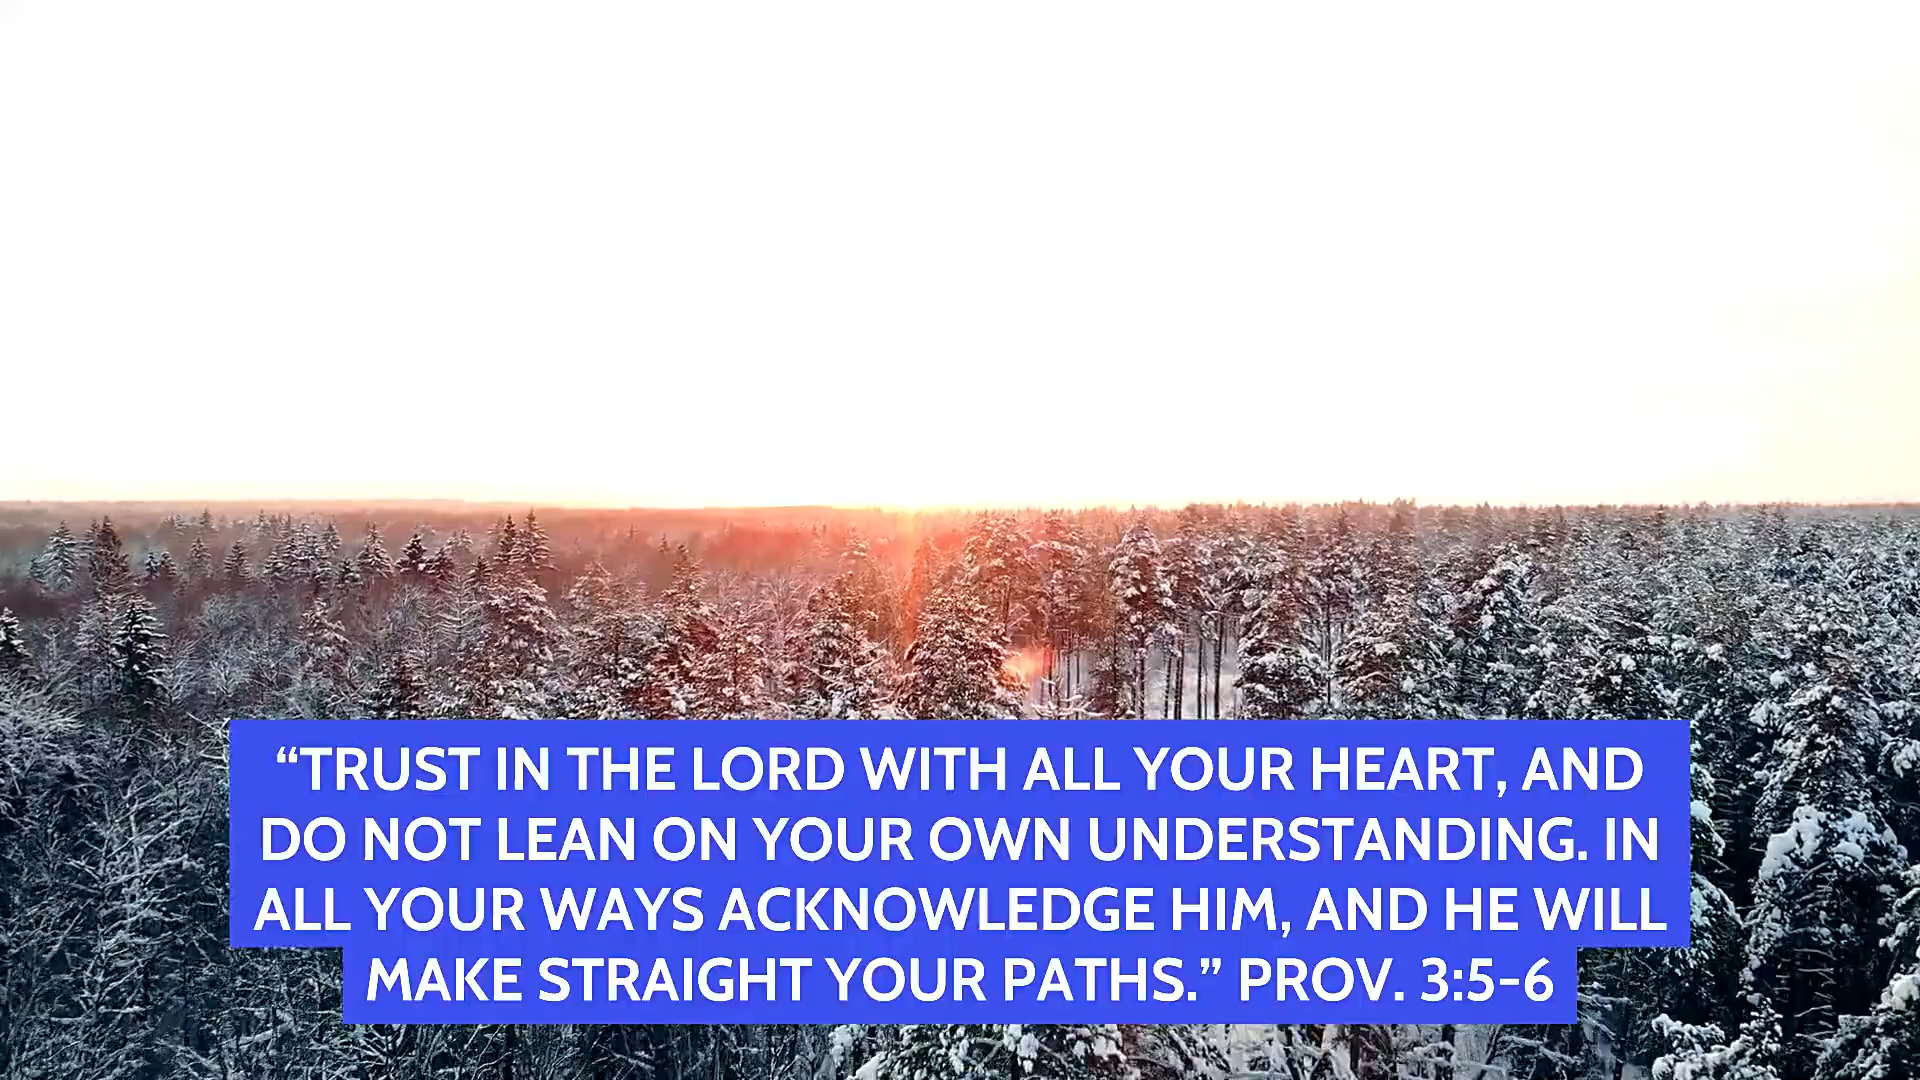 “TRUST IN THE LORD WITH ALL YOUR HEART, AND
DO NOT LEAN ON YOUR OWN UNDERSTANDING. IN
ALL YOUR WAYS ACKNOWLEDGE HIM, AND HE WILL
MAKE STRAIGHT YOUR PATHS.” PROV. 3:5-6